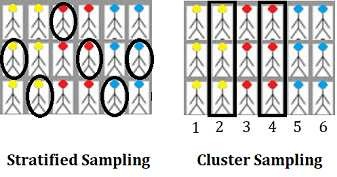 1 2 3 4 5 6
Stratified Sampling
Cluster Sampling